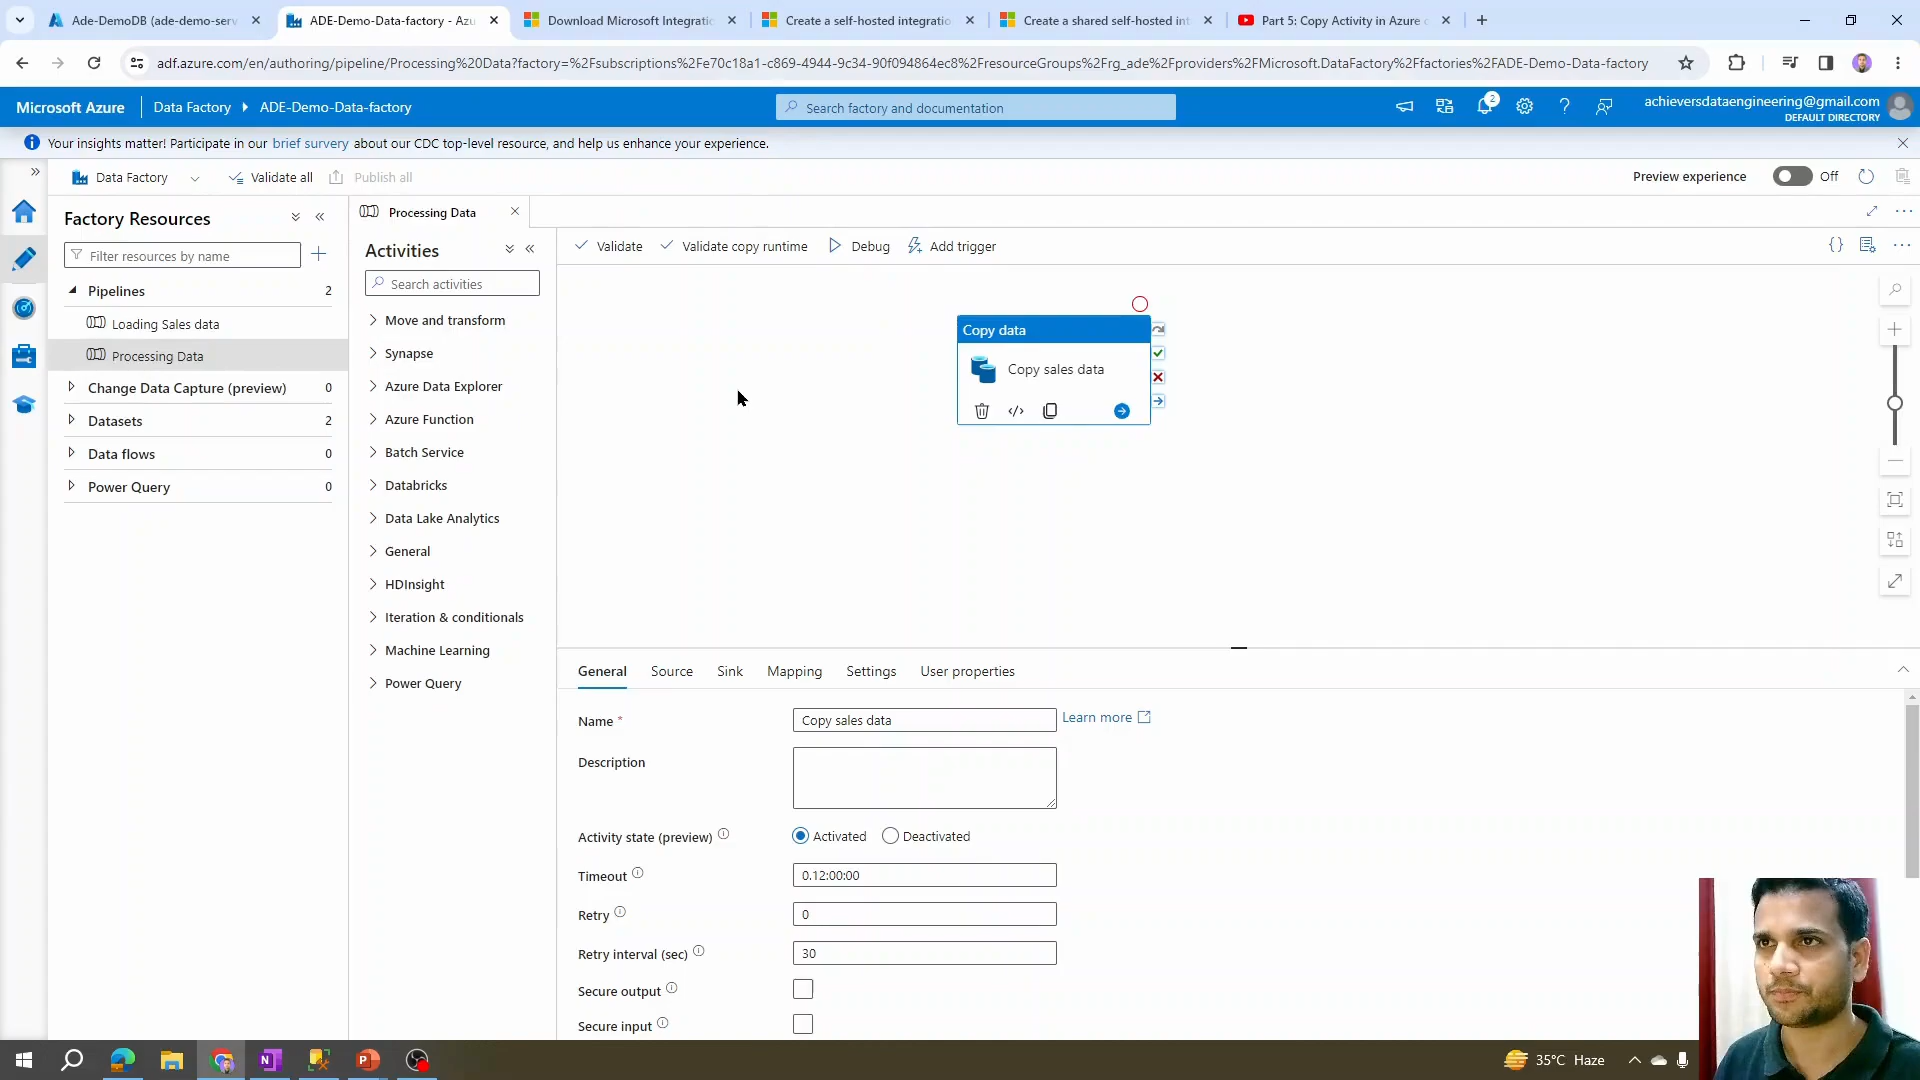 Ade-DemoDB (ade-demo-serv
ADE-Demo-Data-factory - Azu
Download Microsoft Integratio
Create a self-hosted integratio
Create a shared self-hosted int
Part 5: Copy Activity in Azure
adf.azure.com/en/authoring/pipeline/Processing%20Data?factory=%2Fsubscriptions%2Fe70c18a1-c869-4944-9c34-90f094864ec8%2FresourceGroups%2Frg_ade%2Fproviders%2FMicrosoft.DataFactory%2Ffactories%2FADE-Demo-Data-factory
Microsoft Azure
Data Factory
ADE-Demo-Data-factory
Search factory and documentation
2
achieversdataengineering@gmail.com
DEFAULT DIRECTORY
Your insights matter! Participate in our brief survey about our CDC top-level resource, and help us enhance your experience.
Data Factory
Validate all
Publish all
Preview experience
Off
Factory Resources
Processing Data
Filter resources by name
Activities
Validate
Validate copy runtime
Debug
Add trigger
Search activities
Pipelines
2
Loading Sales data
Processing Data
Change Data Capture (preview)
0
Datasets
2
Data flows
0
Power Query
0
Move and transform
Synapse
Azure Data Explorer
Azure Function
Batch Service
Databricks
Data Lake Analytics
General
HDInsight
Iteration & conditionals
Machine Learning
Power Query
Copy data
Copy sales data
General
Source
Sink
Mapping
Settings
User properties
Name *
Copy sales data
Learn more
Description
Activity state (preview)
Activated
Deactivated
Timeout
0.12:00:00
Retry
0
Retry interval (sec)
30
Secure output
Secure input
35°C Haze